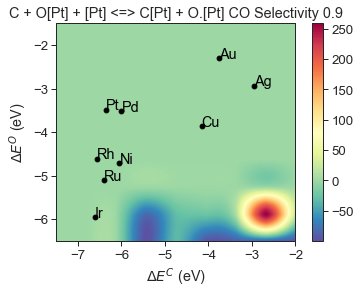 C + O[Pt] + [Pt] <=> C[Pt] + O.[Pt] CO Selectivity 0.9
ΔE^O (eV)
−2
−3
−4
−5
−6
Au
Ag
Pt
Pd
Cu
Rh
Ni
Ru
Ir
−7
−6
−5
−4
−3
−2
ΔE^C (eV)
250
200
150
100
50
0
−50